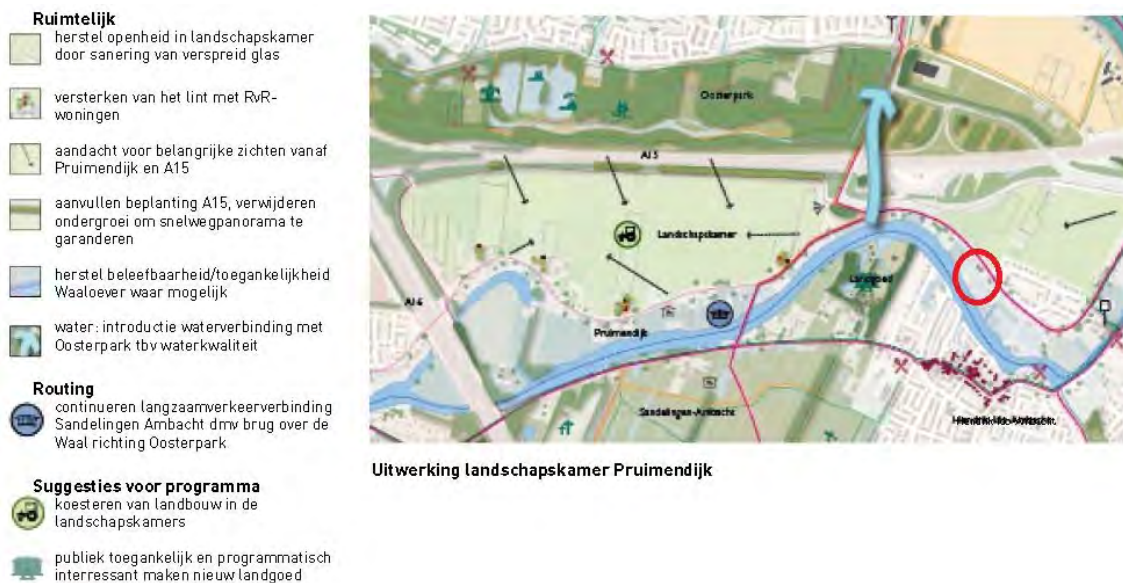 Ruimtelijk
herstel openheid in landschapskamer
door sanering van verspreid glas
versterken van het lint met RvR-
woningen
aandacht voor belangrijke zichten vanaf
Pruimendijk en A15
aanvullen beplanting A15, verwijderen
ondergroei om snelwegpanorama te
garanderen
herstel beleefbaarheid/toegankelijkheid
Waaloever waar mogelijk
water: introductie waterverbinding met
Oosterpark tbv waterkwaliteit
Routing
continueren langzaamverkeerverbinding
Sandelingen Ambacht dmv brug over de
Waal richting Oosterpark
Suggesties voor programma
koesteren van landbouw in de
landschapskamers
publiek toegankelijk en programmatisch
interressant maken nieuw landgoed
Oosterpark
A15
Landschapskamer
Landgoed
A16
Pruimendijk
Sandelingen-Ambacht
Hendrik-Ido-Ambacht
Uitwerking landschapskamer Pruimendijk